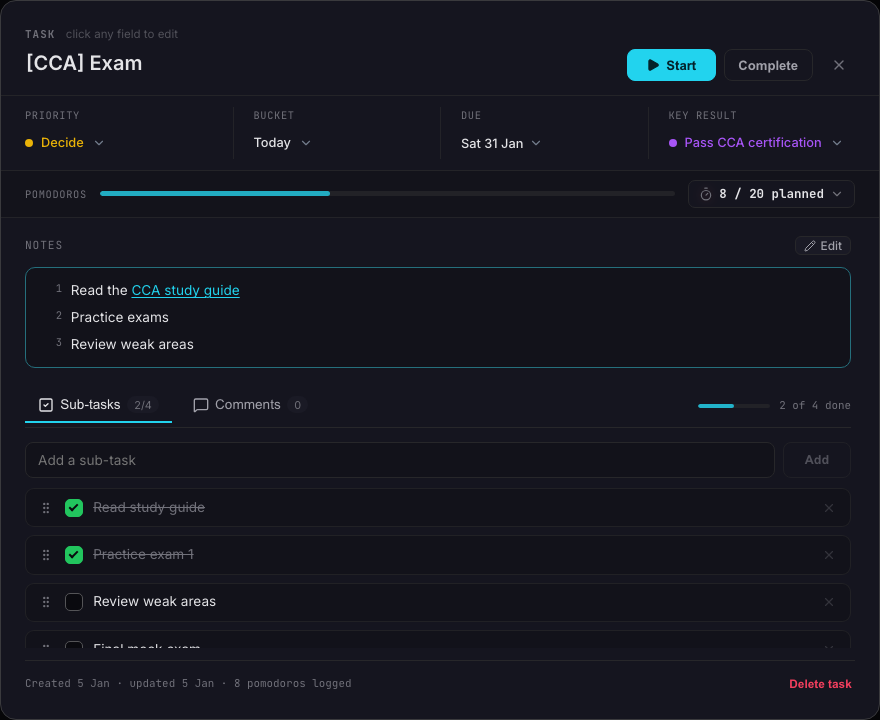 TASK click any field to edit
[CCA] Exam
Start Complete
PRIORITY BUCKET DUE KEY RESULT
Decide Today Sat 31 Jan Pass CCA certification
POMODOROS 8 / 20 planned
NOTES Edit
1 Read the CCA study guide
2 Practice exams
3 Review weak areas
Sub-tasks 2/4 Comments 0 2 of 4 done
Add a sub-task Add
Read study guide
Practice exam 1
Review weak areas
Final mock exam
Created 5 Jan · updated 5 Jan · 8 pomodoros logged Delete task